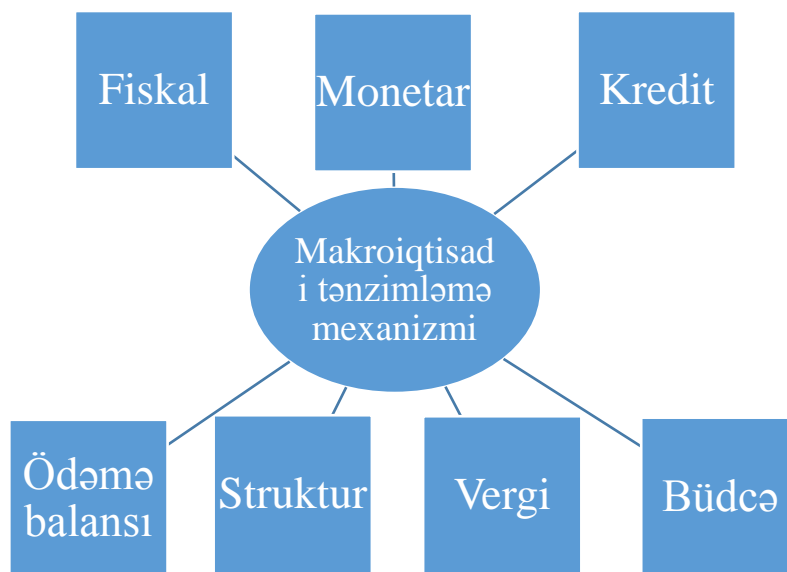 Fiskal
Monetar
Kredit
Makroiqtisad
i tənzimləmə
mexanizmi
Ödəmə
balansı
Struktur
Vergi
Büdcə